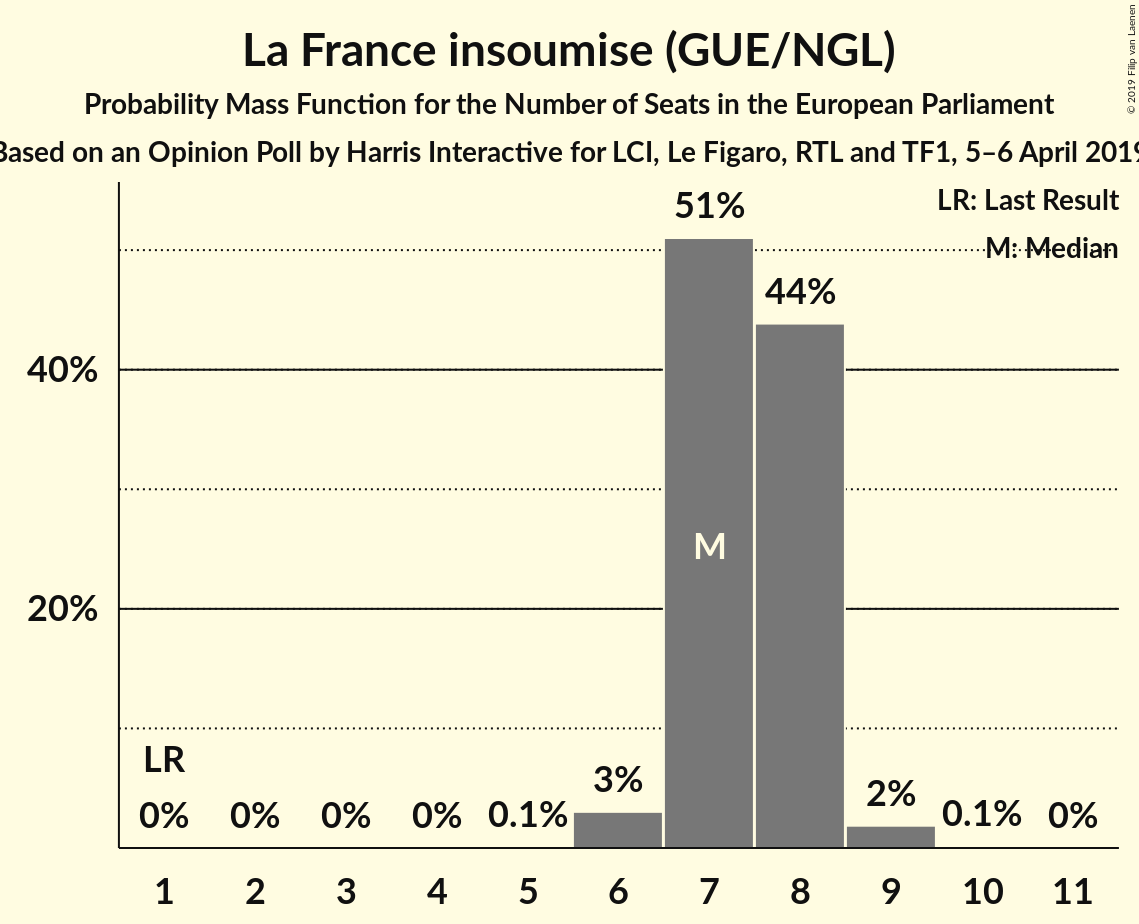 © 2019 Filip van Laenen
La France insoumise (GUE/NGL)
Probability Mass Function for the Number of Seats in the European Parliament
Based on an Opinion Poll by Harris Interactive for LCI, Le Figaro, RTL and TF1, 5–6 April 2019
LR: Last Result
M: Median
51%
44%
40%
M
20%
LR
0% 0% 0% 0% 0.1% 3% 2% 0.1% 0%
1 2 3 4 5 6 7 8 9 10 11